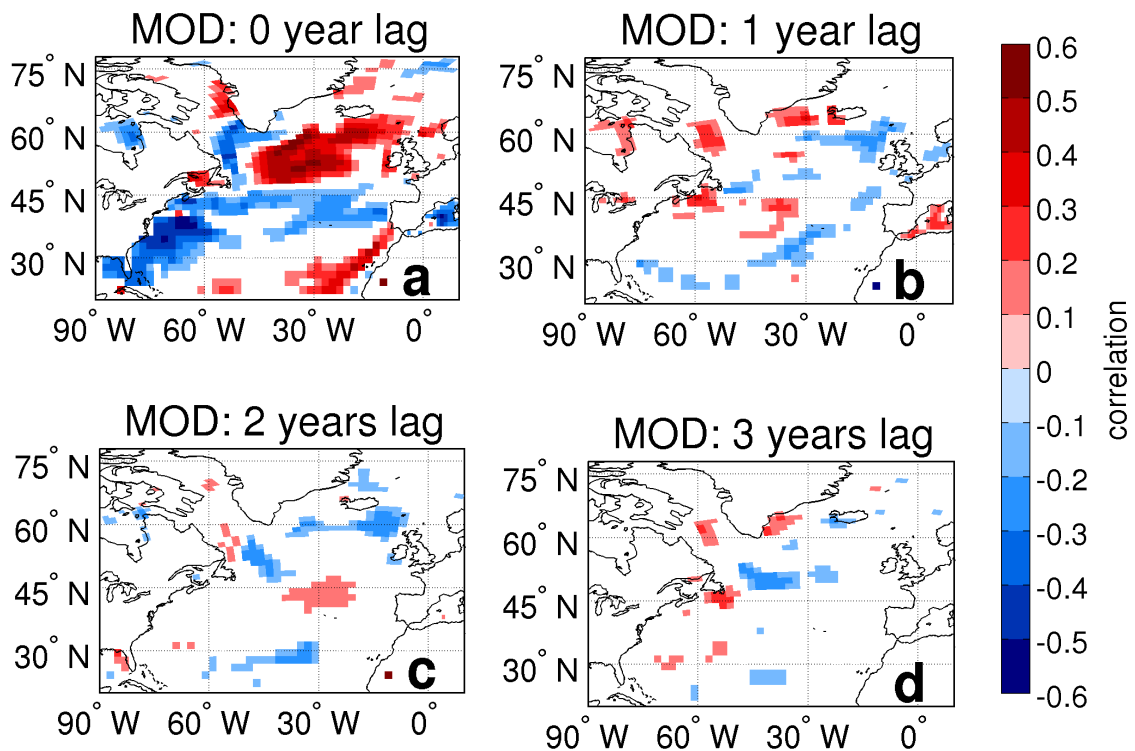 MOD: 0 year lag
75° N
60° N
45° N
30° N
90° W
60° W
30° W
0°
a
MOD: 1 year lag
75° N
60° N
45° N
30° N
90° W
60° W
30° W
0°
b
MOD: 2 years lag
75° N
60° N
45° N
30° N
90° W
60° W
30° W
0°
c
MOD: 3 years lag
75° N
60° N
45° N
30° N
90° W
60° W
30° W
0°
d
0.6
0.5
0.4
0.3
0.2
0.1
0
-0.1
-0.2
-0.3
-0.4
-0.5
-0.6
correlation